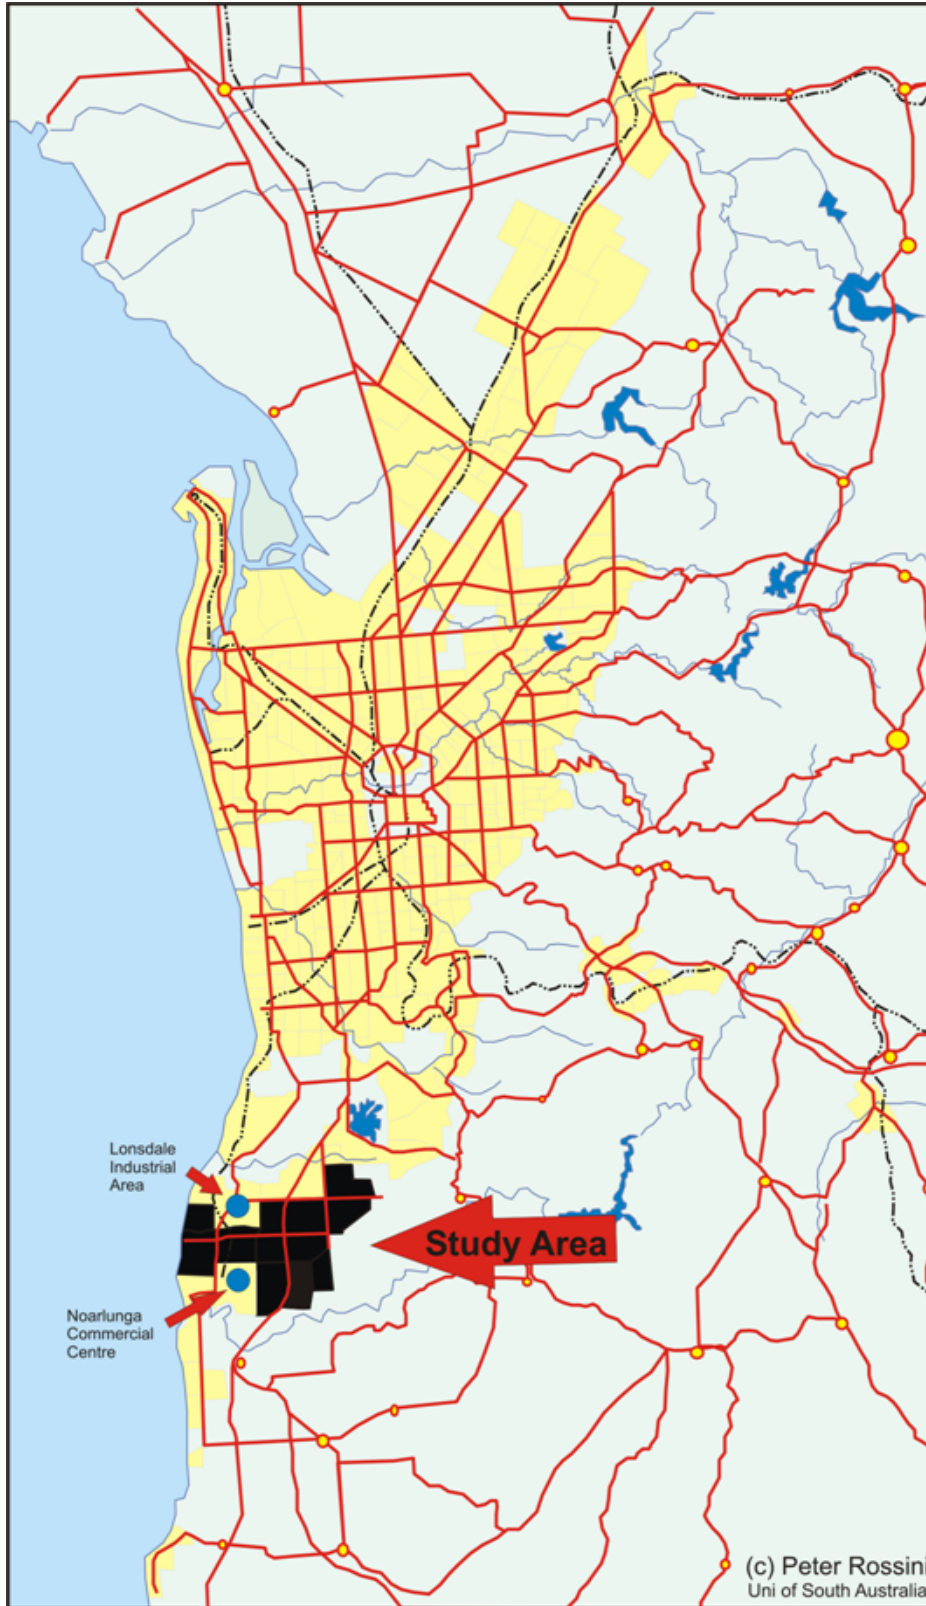 Lonsdale
Industrial
Area
Study Area
Noarlunga
Commercial
Centre
(c) Peter Rossini
Uni of South Australia